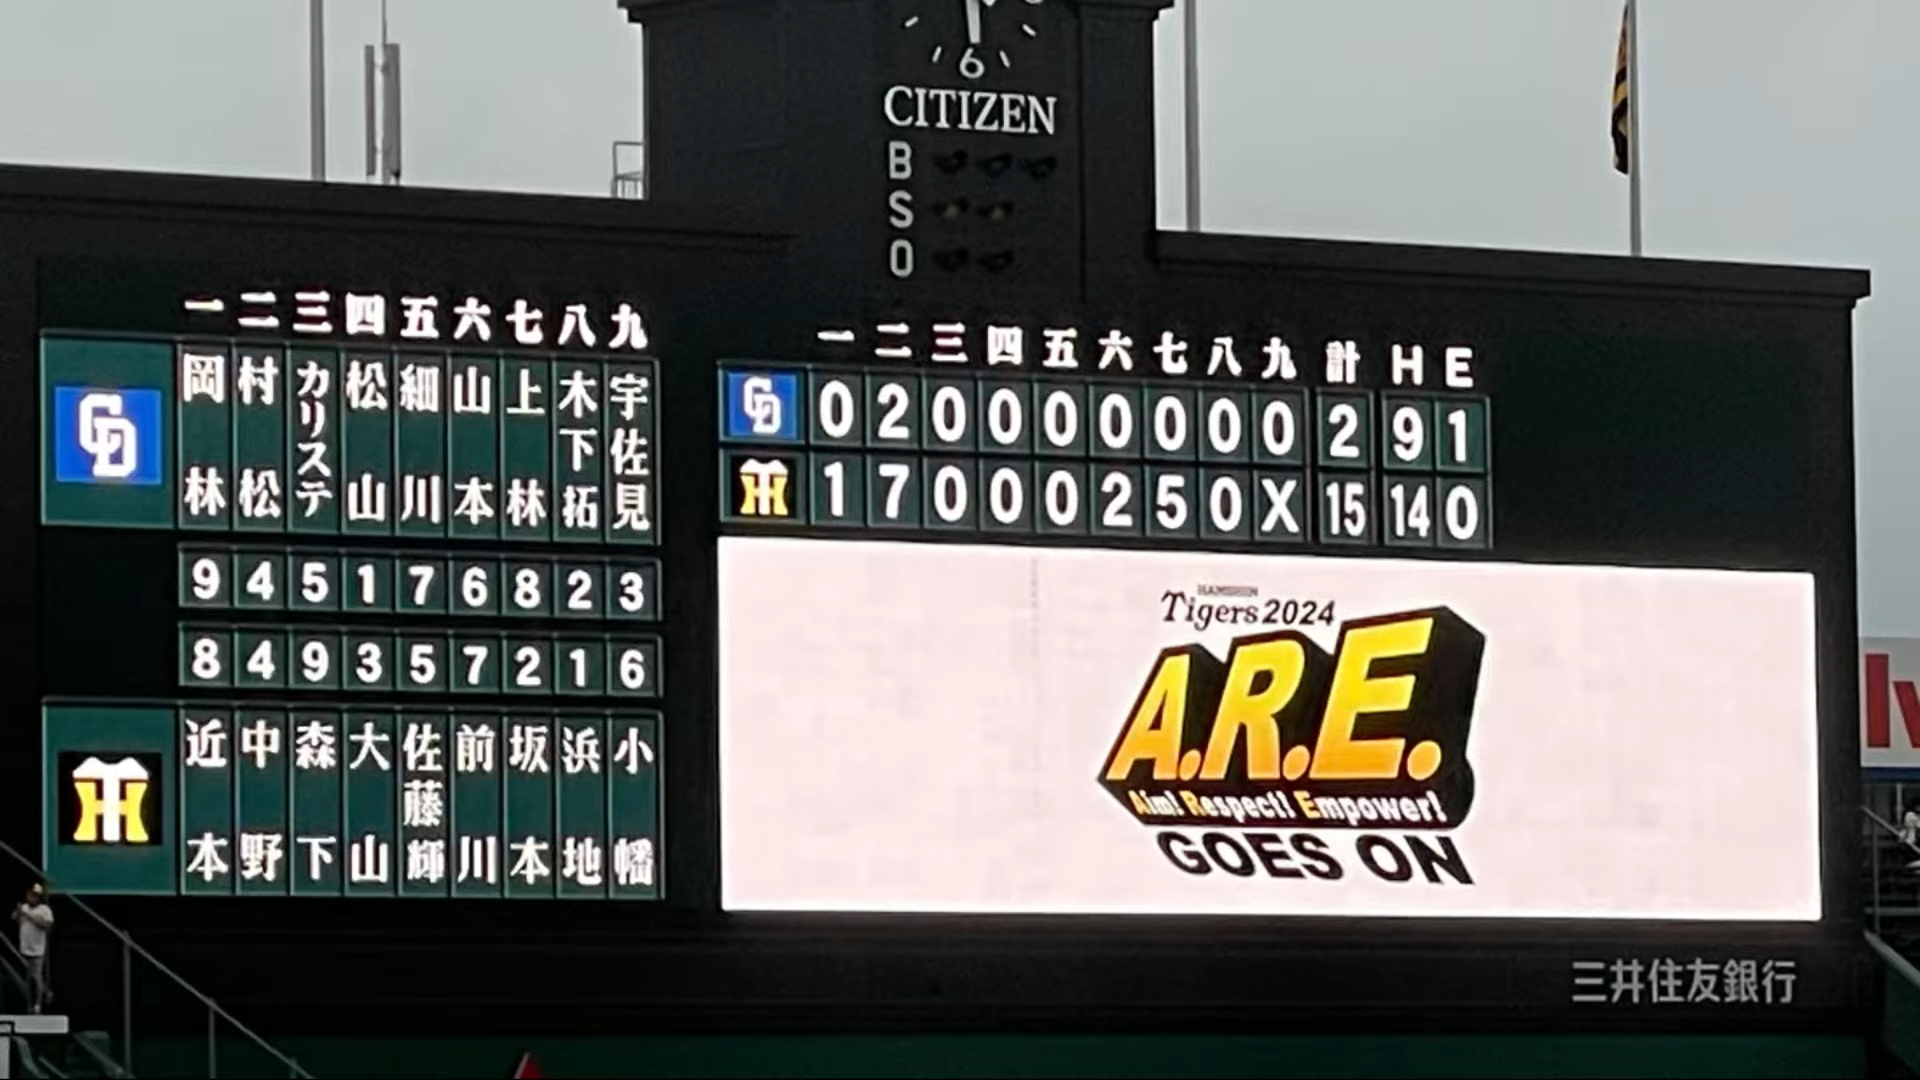 6
CITIZEN
B
S
O
一 二 三 四 五 六 七 八 九
岡林 村松 カリステ 松山 細川 山本 上林 木下拓 宇佐見
9 4 5 1 7 6 8 2 3
8 4 9 3 5 7 2 1 6
近本 中野 森下 大山 佐藤輝 前川 坂本 浜地 小幡
一 二 三 四 五 六 七 八 九 計 H E
CD 0 2 0 0 0 0 0 0 0 2 9 1
TH 1 7 0 0 0 2 5 0 X 15 14 0
HANSHIN
Tigers 2024
A.R.E.
Aim! Respect! Empower!
GOES ON
三井住友銀行